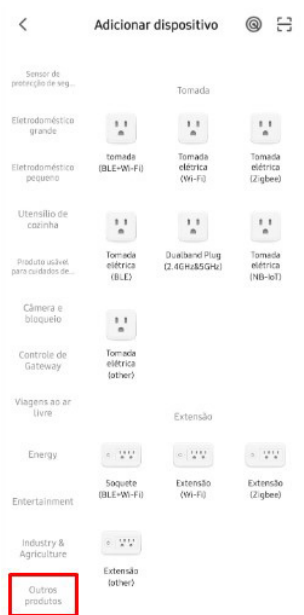 Adicionar dispositivo
Sensor de
protecção de seg...
Eletrodoméstico
grande
Eletrodoméstico
pequeno
Utensílio de
cozinha
Produto usável
para cuidados de...
Câmera e
bloqueio
Controle de
Gateway
Viagens ao ar
livre
Energy
Entertainment
Industry &
Agriculture
Outros
produtos
Tomada
tomada
(BLE+Wi-Fi)
Tomada
elétrica
(Wi-Fi)
Tomada
elétrica
(Zigbee)
Tomada
elétrica
(BLE)
Dualband Plug
(2.4GHz&5GHz)
Tomada
elétrica
(NB-IoT)
Tomada
elétrica
(other)
Extensão
Soquete
(BLE+Wi-Fi)
Extensão
(Wi-Fi)
Extensão
(Zigbee)
Extensão
(other)